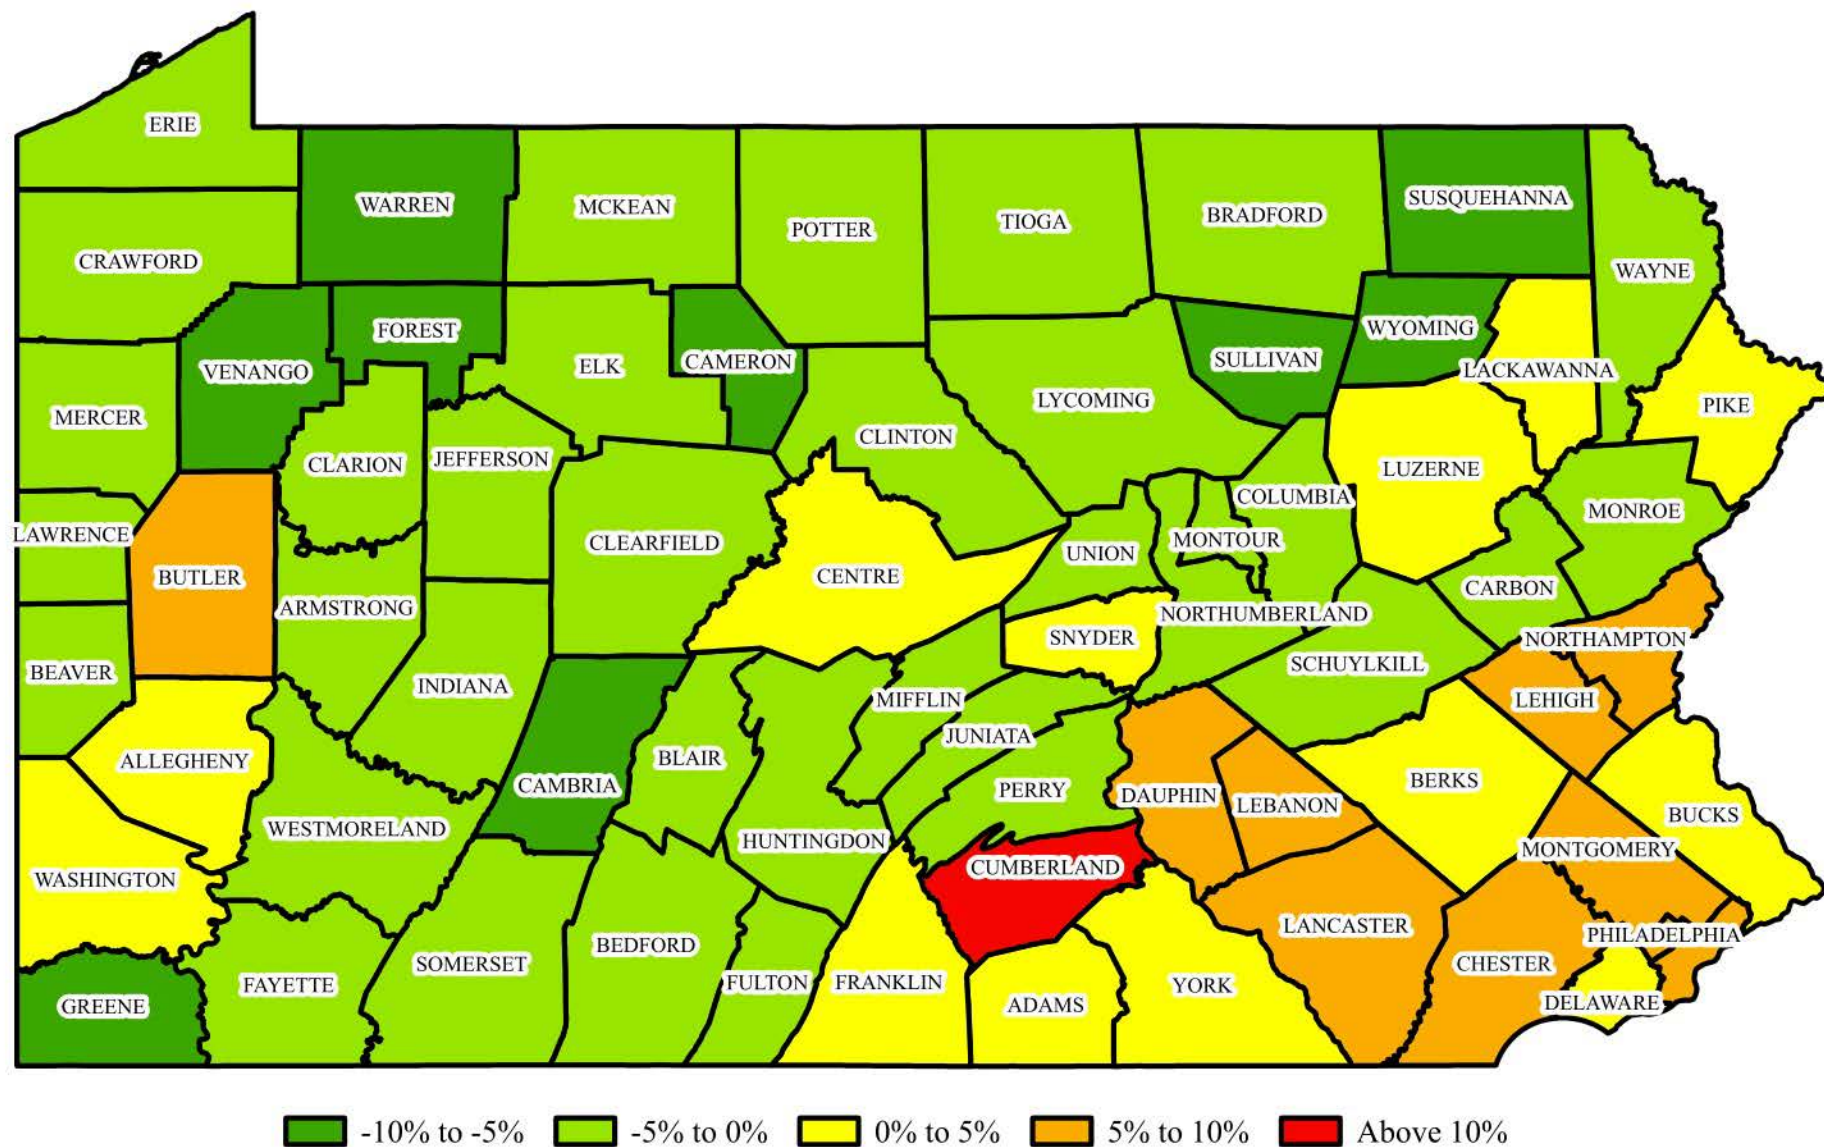 ERIE
WARREN
MCKEAN
POTTER
TIOGA
BRADFORD
SUSQUEHANNA
CRAWFORD
WAYNE
FOREST
WYOMING
VENANGO
ELK
CAMERON
SULLIVAN
LACKAWANNA
MERCER
LYCOMING
PIKE
CLINTON
CLARION
JEFFERSON
LUZERNE
COLUMBIA
MONROE
LAWRENCE
CLEARFIELD
MONTOUR
UNION
BUTLER
CENTRE
CARBON
ARMSTRONG
NORTHUMBERLAND
SNYDER
NORTHAMPTON
SCHUYLKILL
BEAVER
INDIANA
MIFFLIN
LEHIGH
JUNIATA
ALLEGHENY
BLAIR
CAMBRIA
PERRY
DAUPHIN
LEBANON
BERKS
BUCKS
WESTMORELAND
HUNTINGDON
MONTGOMERY
CUMBERLAND
WASHINGTON
LANCASTER
PHILADELPHIA
BEDFORD
SOMERSET
CHESTER
FAYETTE
FULTON
FRANKLIN
YORK
GREENE
ADAMS
DELAWARE
-10% to -5% -5% to 0% 0% to 5% 5% to 10% Above 10%